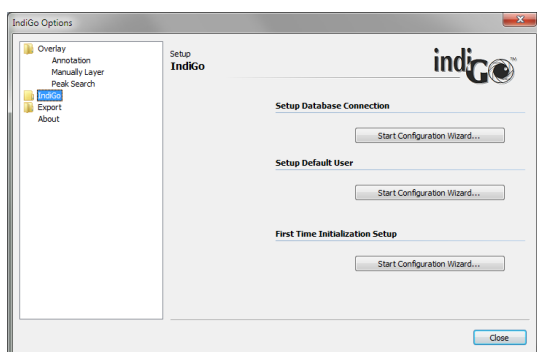 IndiGo Options
Overlay
Annotation
Manually Layer
Peak Search
IndiGo
Export
About
Setup
IndiGo
indiGo™
Setup Database Connection
Start Configuration Wizard...
Setup Default User
Start Configuration Wizard...
First Time Initialization Setup
Start Configuration Wizard...
Close